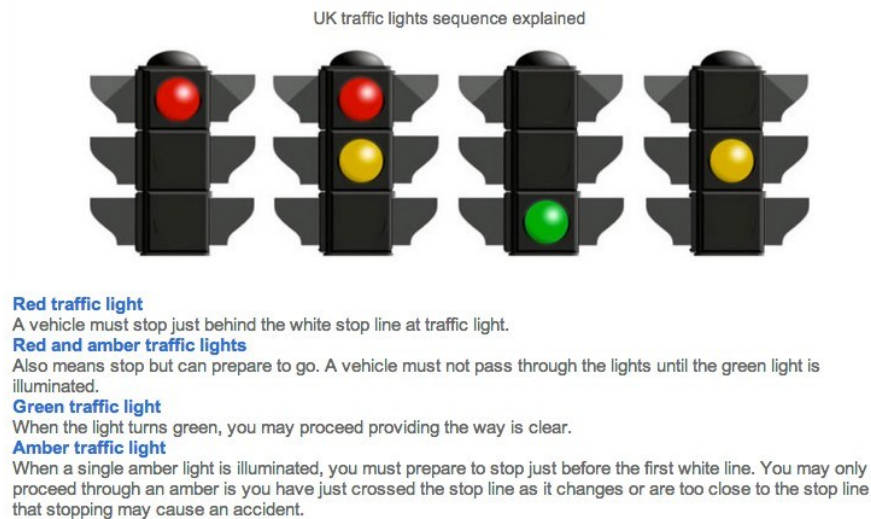 UK traffic lights sequence explained
Red traffic light
A vehicle must stop just behind the white stop line at traffic light.
Red and amber traffic lights
Also means stop but can prepare to go. A vehicle must not pass through the lights until the green light is
illuminated.
Green traffic light
When the light turns green, you may proceed providing the way is clear.
Amber traffic light
When a single amber light is illuminated, you must prepare to stop just before the first white line. You may only
proceed through an amber is you have just crossed the stop line as it changes or are too close to the stop line
that stopping may cause an accident.